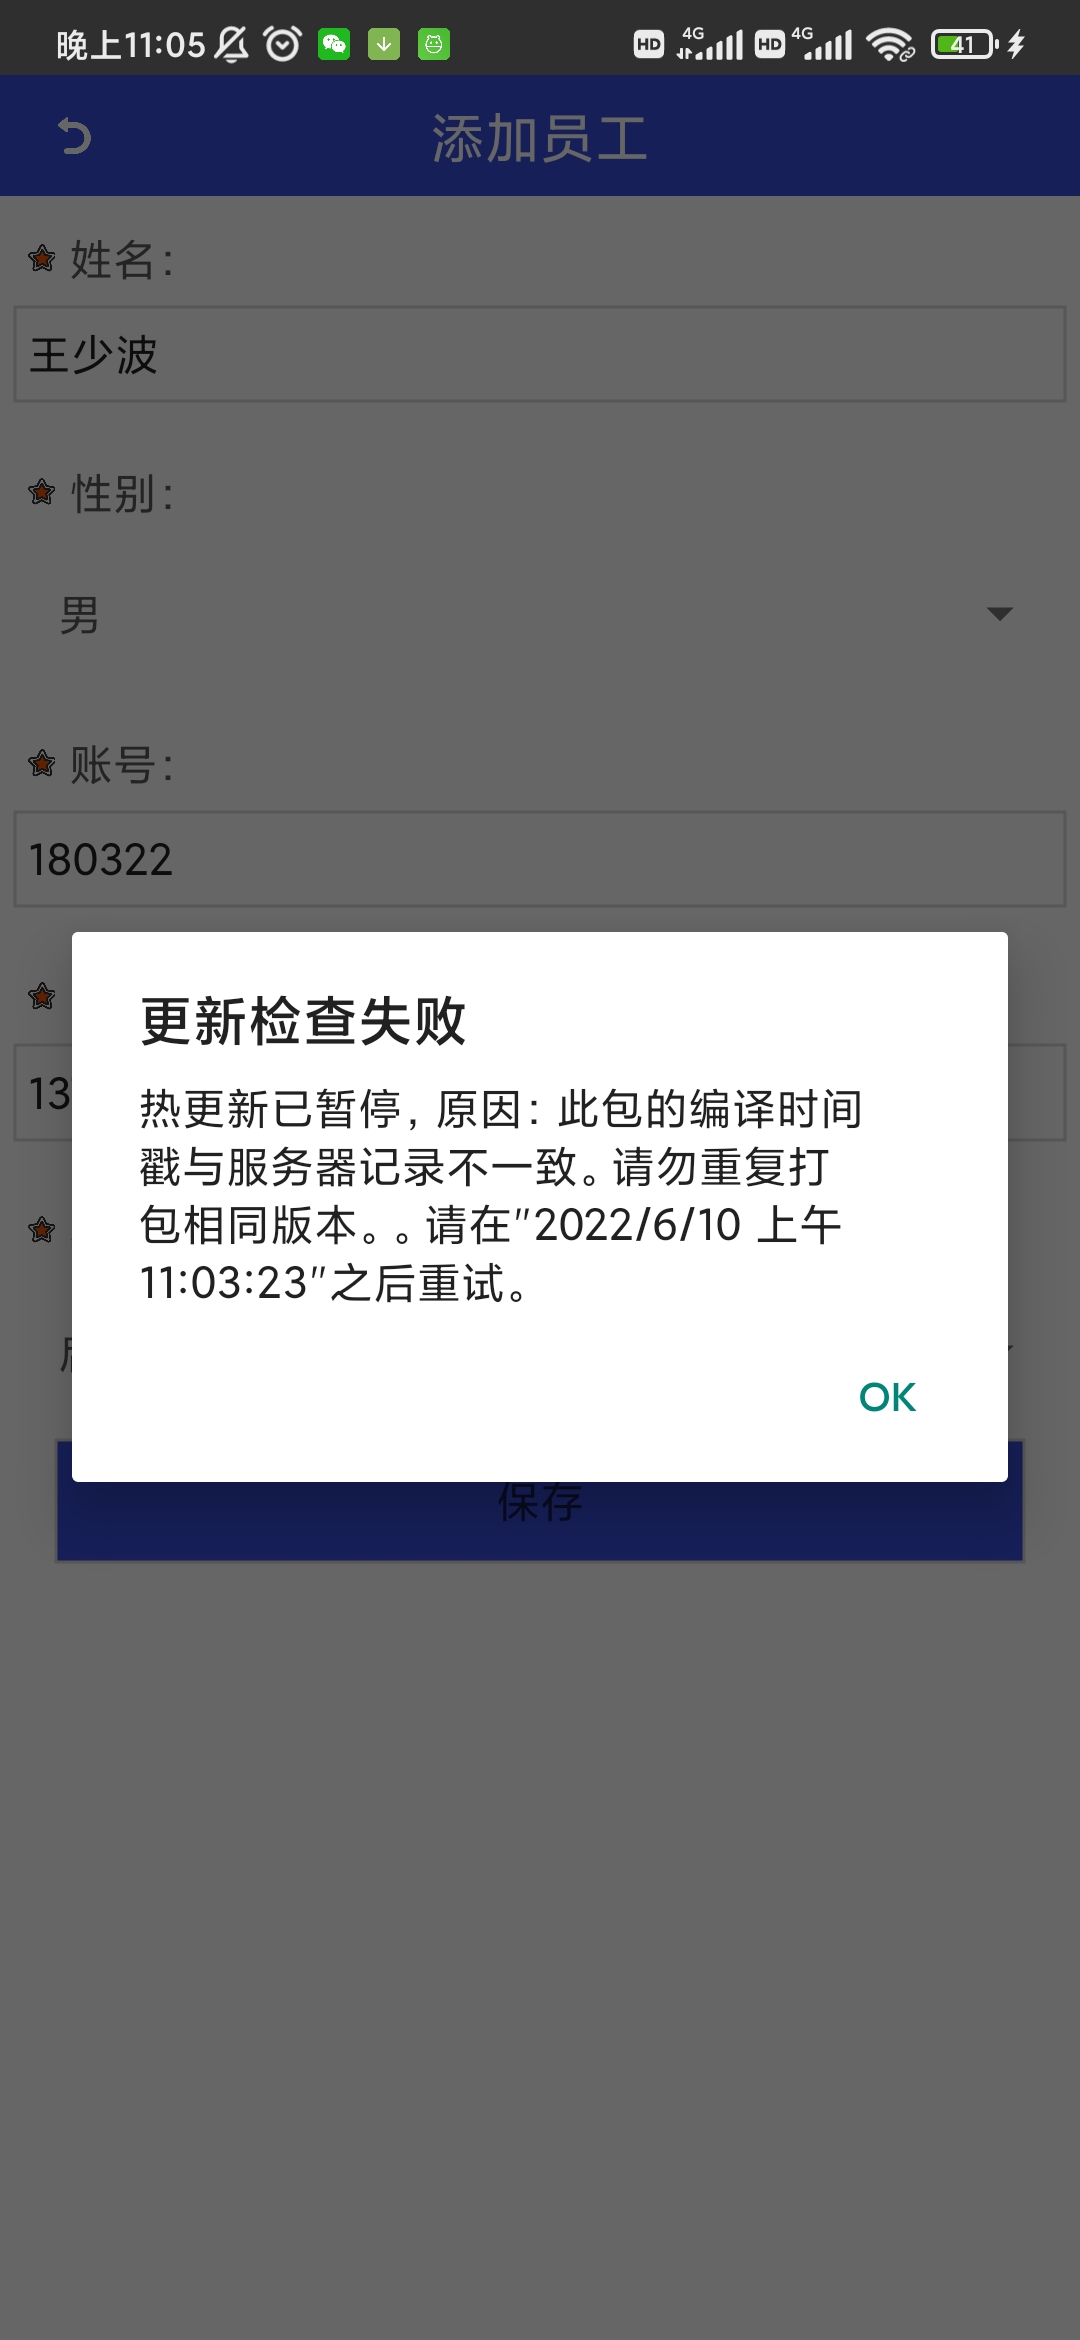 晚上11:05 HD 4G HD 4G 41
添加员工
姓名:
王少波
性别:
男
账号:
180322
13
更新检查失败
热更新已暂停, 原因: 此包的编译时间
戳与服务器记录不一致。请勿重复打
包相同版本。。请在"2022/6/10 上午
11:03:23"之后重试。
OK
保存